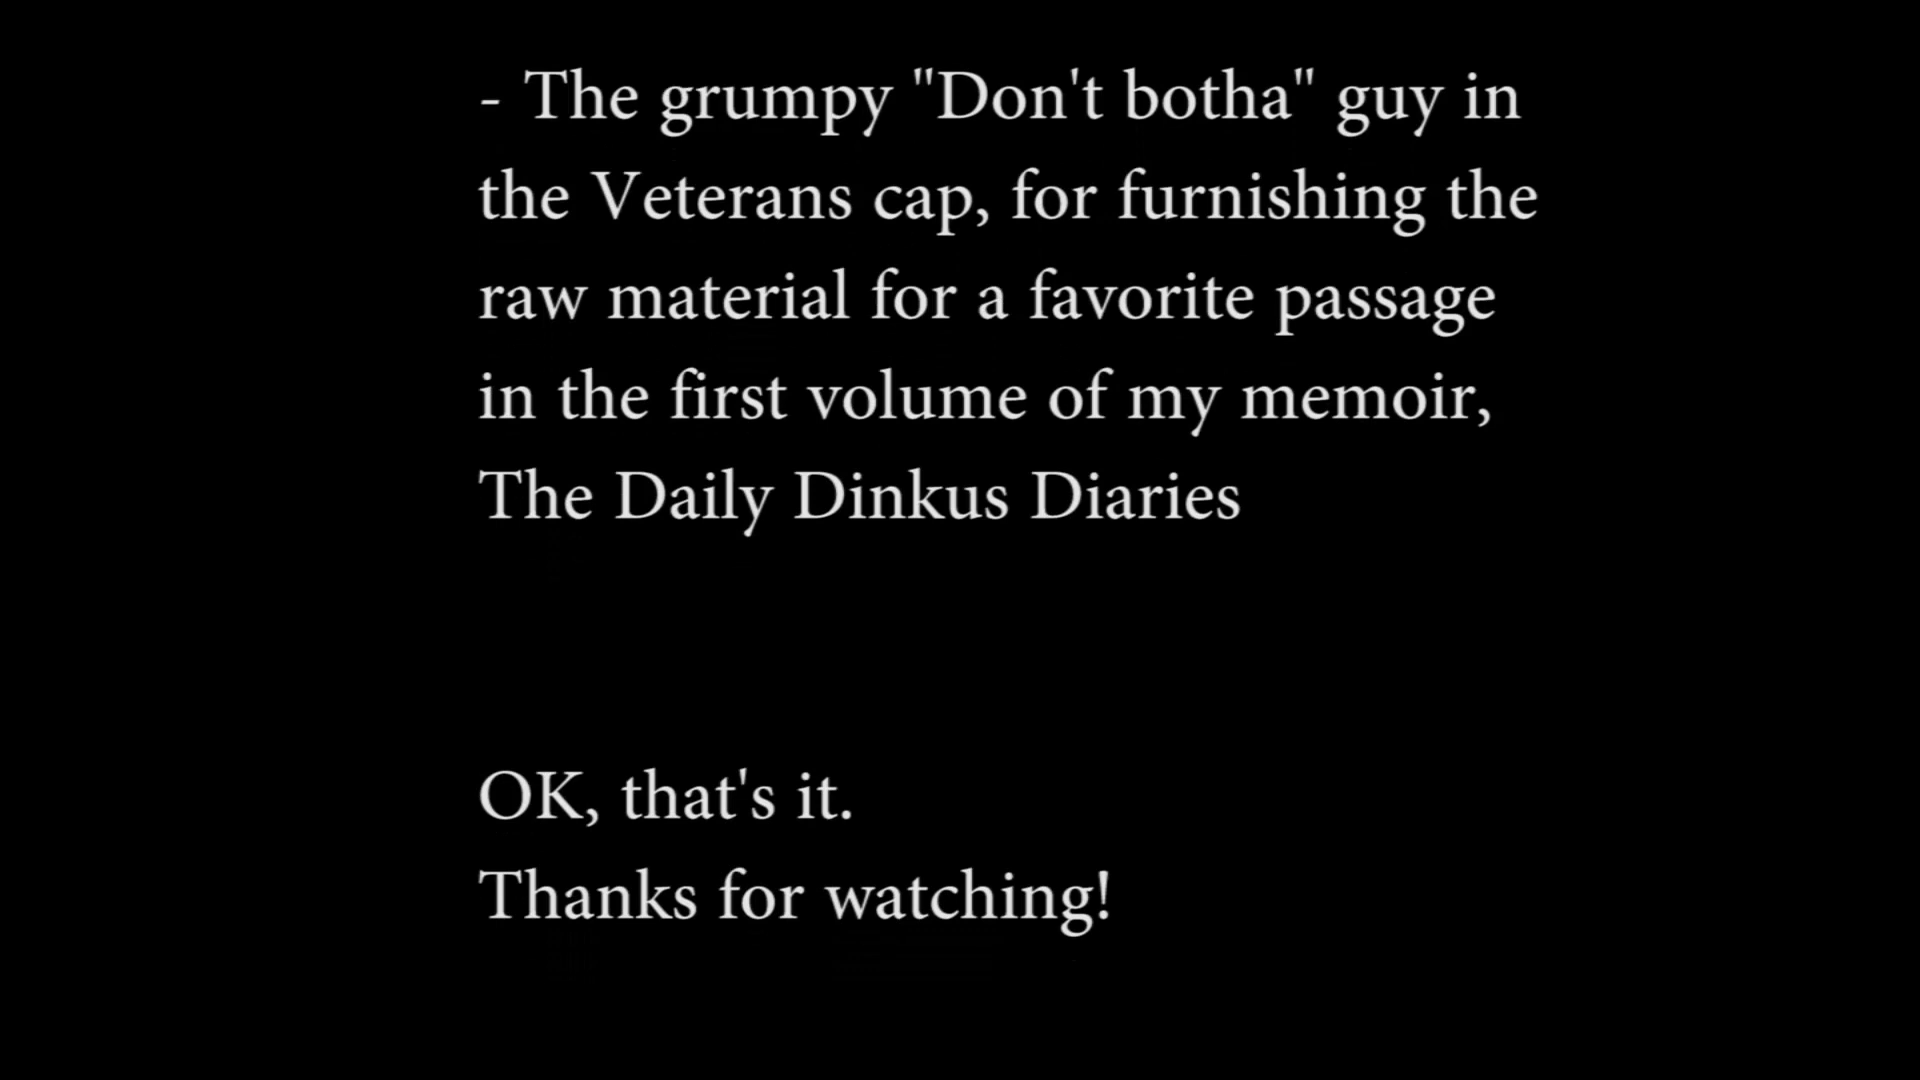 - The grumpy "Don't botha" guy in
the Veterans cap, for furnishing the
raw material for a favorite passage
in the first volume of my memoir,
The Daily Dinkus Diaries
OK, that's it.
Thanks for watching!